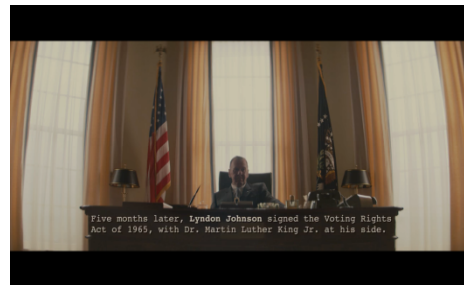 Five months later, Lyndon Johnson signed the Voting Rights
Act of 1965, with Dr. Martin Luther King Jr. at his side.